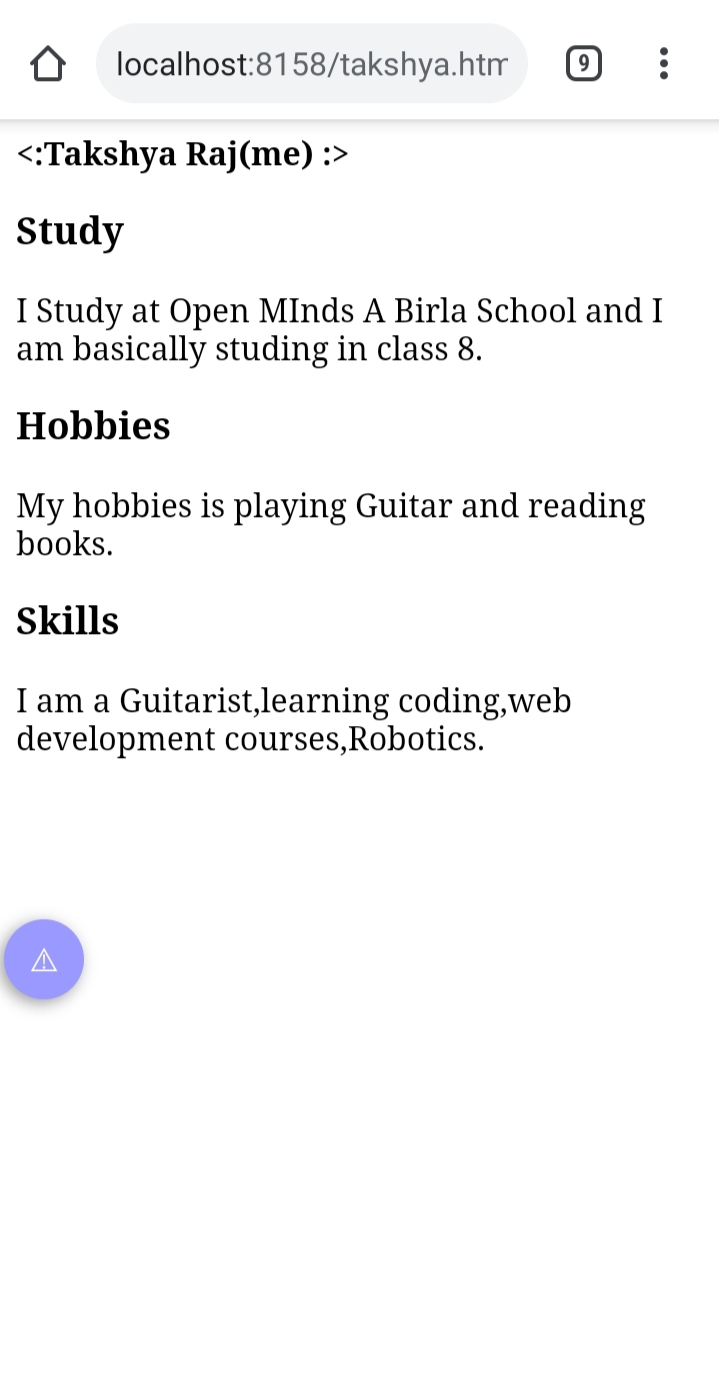 localhost:8158/takshya.htm
9
<:Takshya Raj(me) :>
Study
I Study at Open MInds A Birla School and I
am basically studing in class 8.
Hobbies
My hobbies is playing Guitar and reading
books.
Skills
I am a Guitarist,learning coding,web
development courses,Robotics.